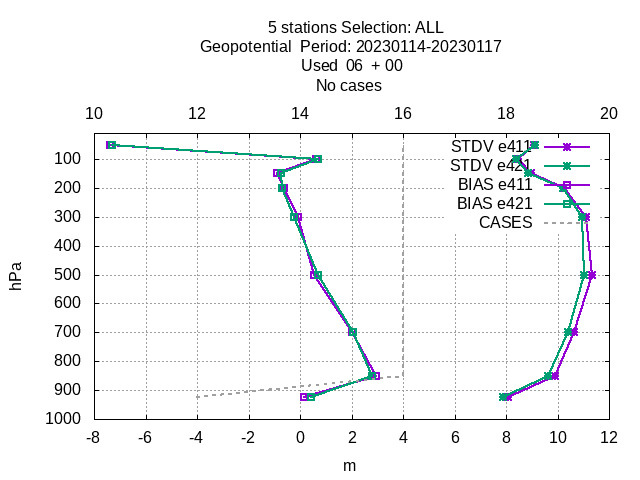 5 stations Selection: ALL
Geopotential  Period: 20230114-20230117
Used  06  + 00
No cases
10 12 14 16 18 20
STDV e411
STDV e421
BIAS e411
BIAS e421
CASES
100
200
300
400
500
600
700
800
900
1000
hPa
-8 -6 -4 -2 0 2 4 6 8 10 12
m